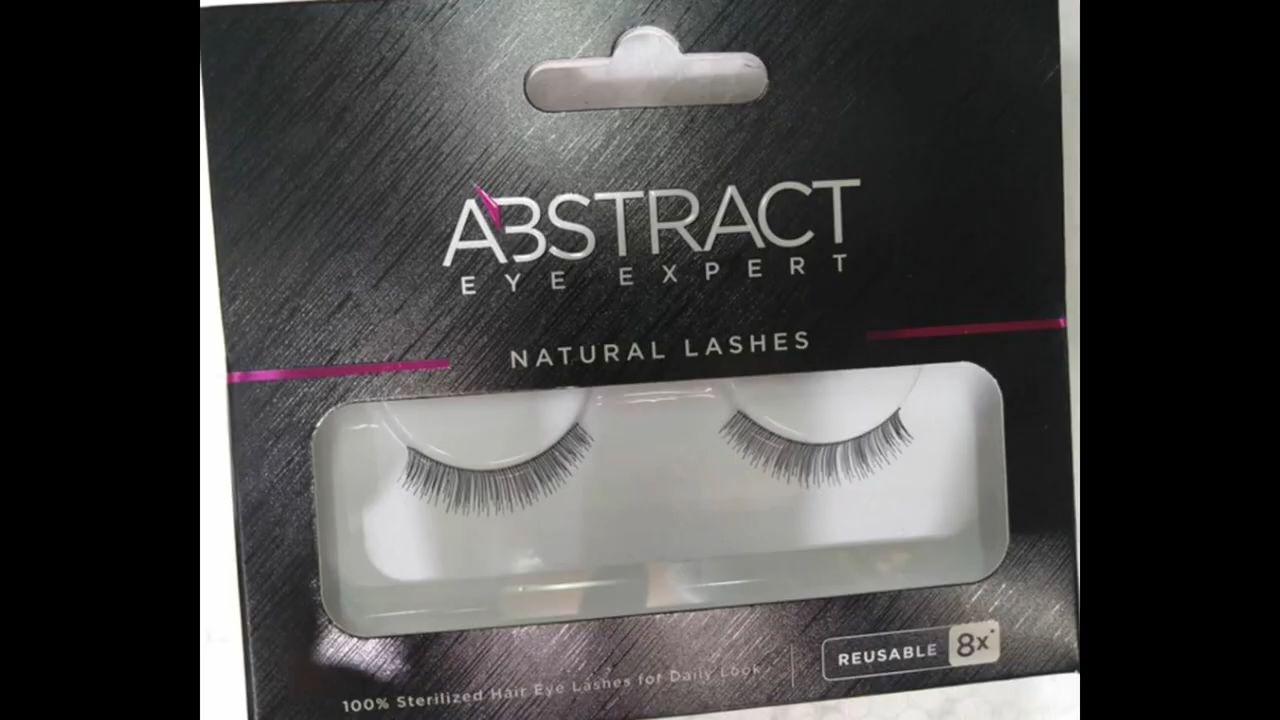 ABSTRACT
EYE EXPERT
NATURAL LASHES
REUSABLE 8x*
100% Sterilized Hair Eye Lashes for Daily Look